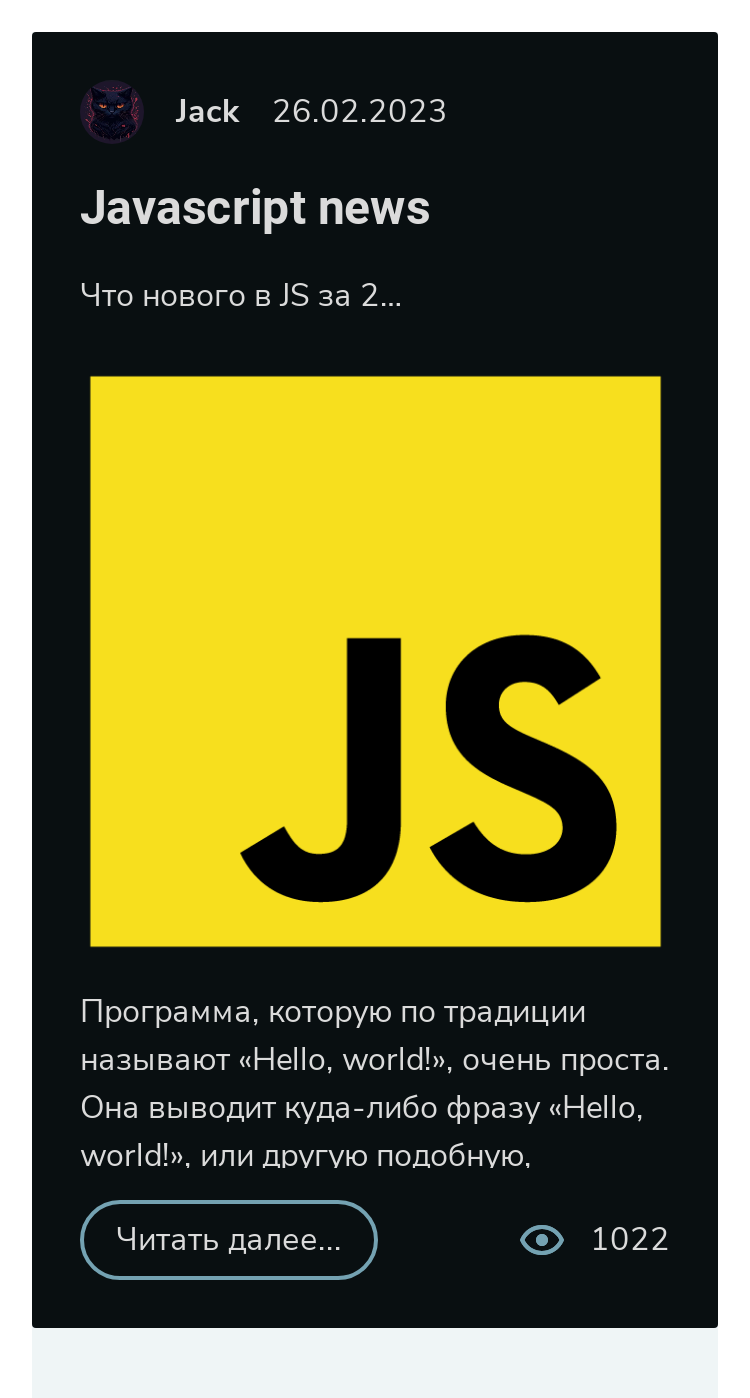 Jack 26.02.2023
Javascript news
Что нового в JS за 2...
JS
Программа, которую по традиции
называют «Hello, world!», очень проста.
Она выводит куда-либо фразу «Hello,
world!», или другую подобную,
Читать далее...
1022